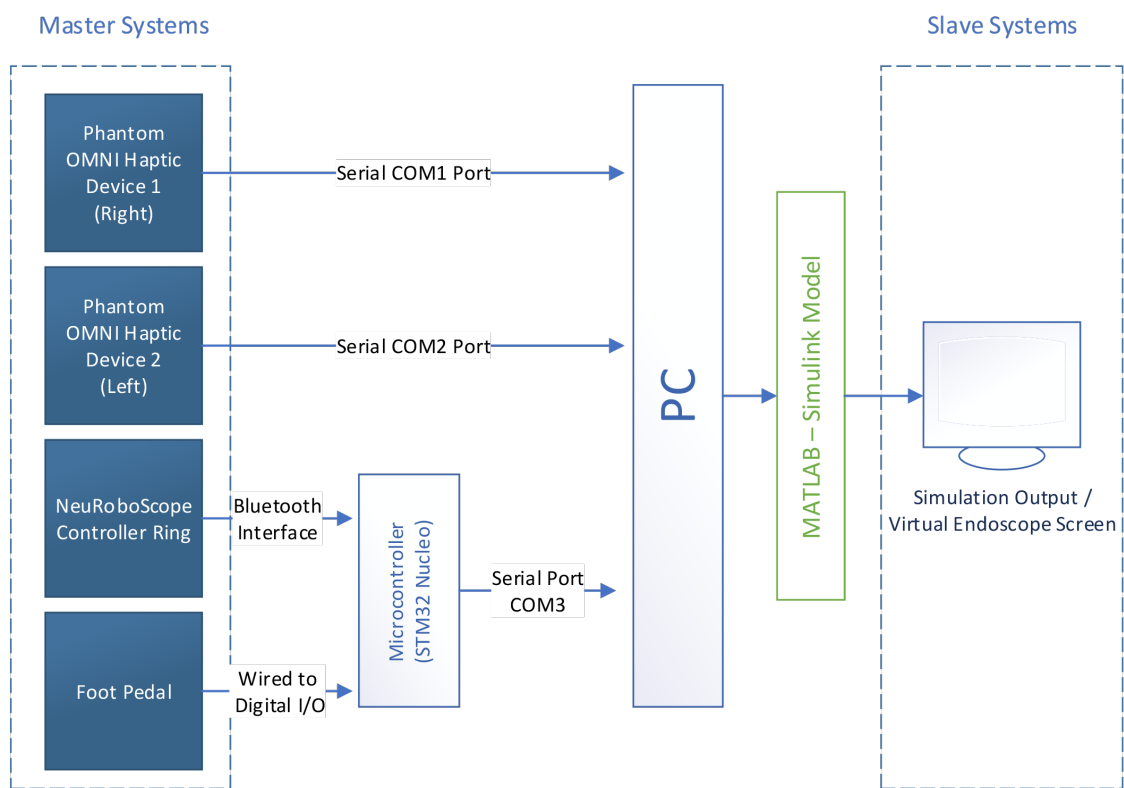 Master Systems
Slave Systems
Phantom
OMNI Haptic
Device 1
(Right)
Serial COM1 Port
Phantom
OMNI Haptic
Device 2
(Left)
Serial COM2 Port
NeuRoboScope
Controller Ring
Bluetooth
Interface
Foot Pedal
Wired to
Digital I/O
Microcontroller
(STM32 Nucleo)
Serial Port
COM3
PC
MATLAB – Simulink Model
Simulation Output /
Virtual Endoscope Screen